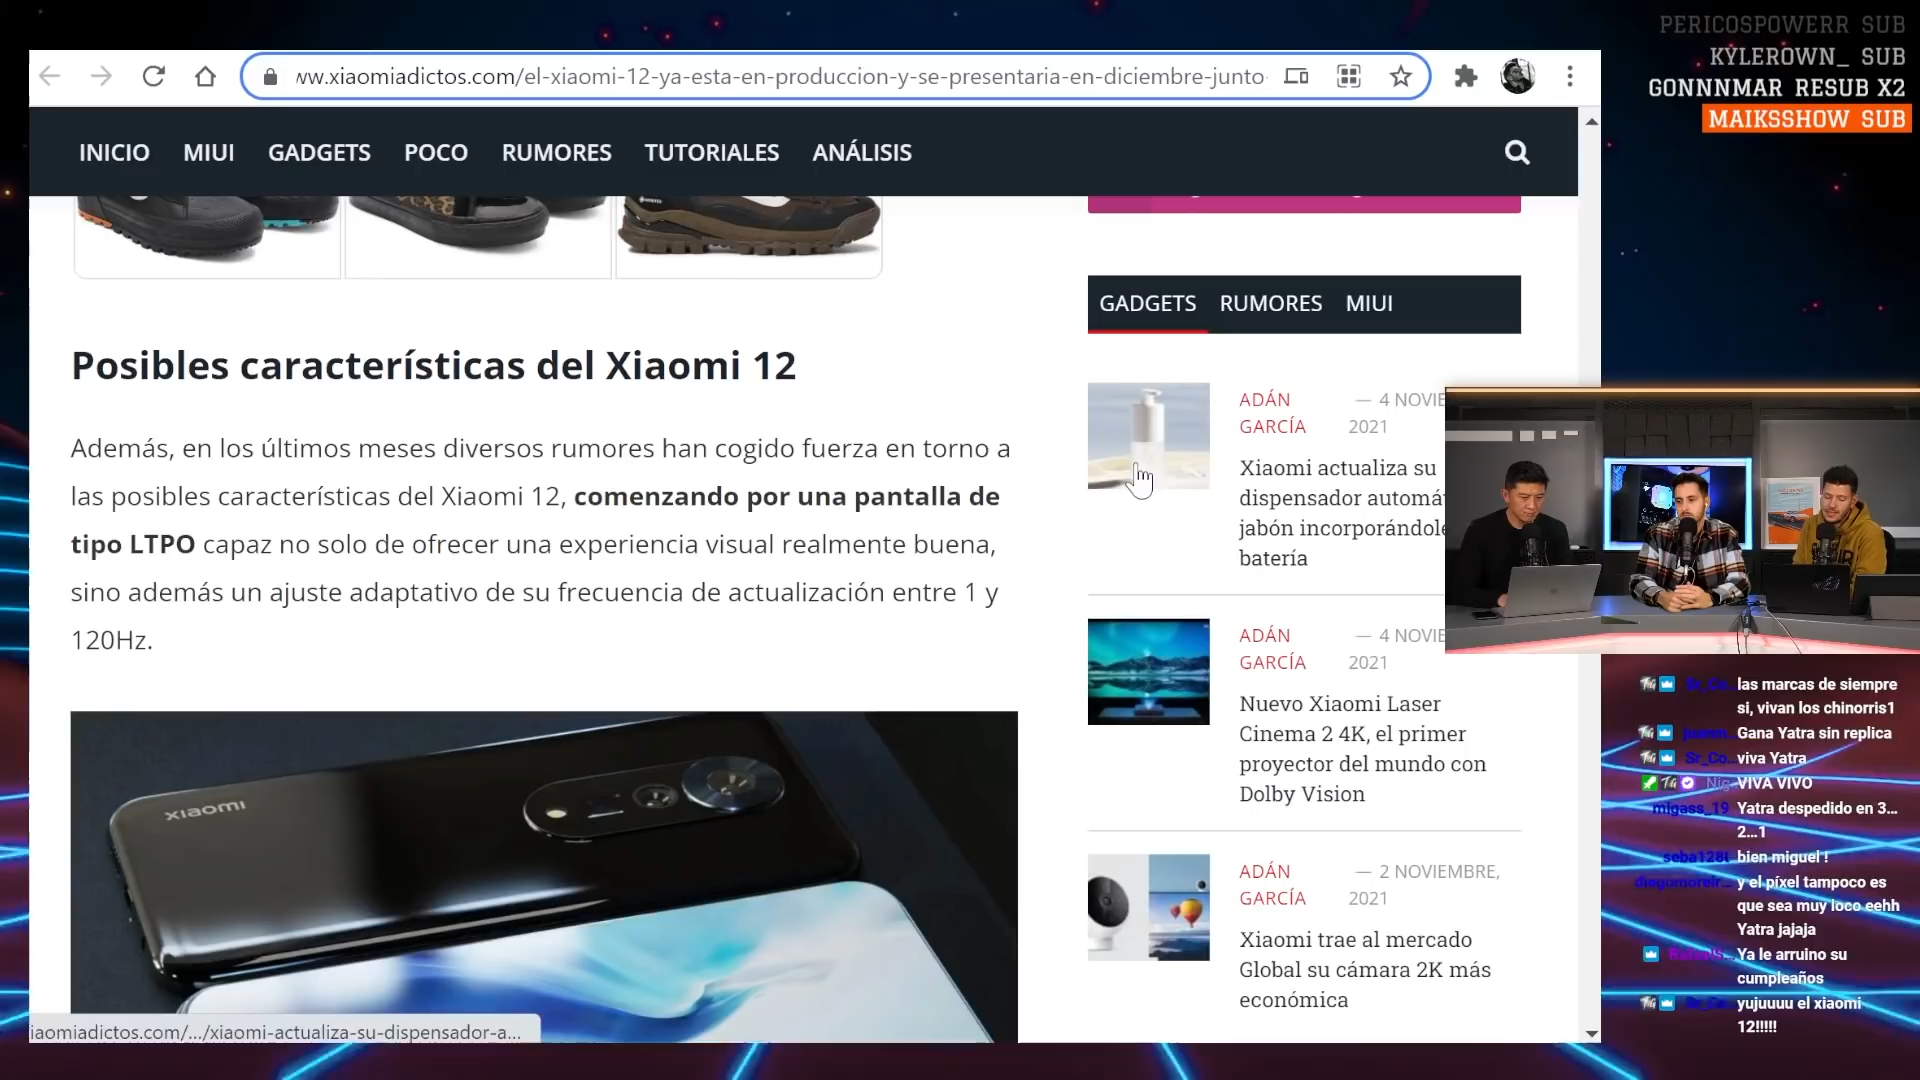 PERICOSPOWERR SUB
KYLEROWN_ SUB
GONNNMAR RESUB X2
MAIKSSHOW SUB
ww.xiaomiadictos.com/el-xiaomi-12-ya-esta-en-produccion-y-se-presentaria-en-diciembre-junto-
INICIO MIUI GADGETS POCO RUMORES TUTORIALES ANÁLISIS
GADGETS RUMORES MIUI
Posibles características del Xiaomi 12
Además, en los últimos meses diversos rumores han cogido fuerza en torno a
las posibles características del Xiaomi 12, comenzando por una pantalla de
tipo LTPO capaz no solo de ofrecer una experiencia visual realmente buena,
sino además un ajuste adaptativo de su frecuencia de actualización entre 1 y
120Hz.
xiaomi
iaomiadictos.com/.../xiaomi-actualiza-su-dispensador-a...
ADÁN — 4 NOVIE
GARCÍA 2021
Xiaomi actualiza su
dispensador automá
jabón incorporándole
batería
ADÁN — 4 NOVIE
GARCÍA 2021
Nuevo Xiaomi Laser
Cinema 2 4K, el primer
proyector del mundo con
Dolby Vision
ADÁN — 2 NOVIEMBRE,
GARCÍA 2021
Xiaomi trae al mercado
Global su cámara 2K más
económica
Sr_Co... las marcas de siempre
si, vivan los chinorris1
Gana Yatra sin replica
Sr_Co... viva Yatra
Nig... VIVA VIVO
migass_19 Yatra despedido en 3...
2...1
seba128t bien miguel !
y el píxel tampoco es
que sea muy loco eehh
Yatra jajaja
Ya le arruino su
cumpleaños
Sr_Co... yujuuuu el xiaomi
12!!!!!